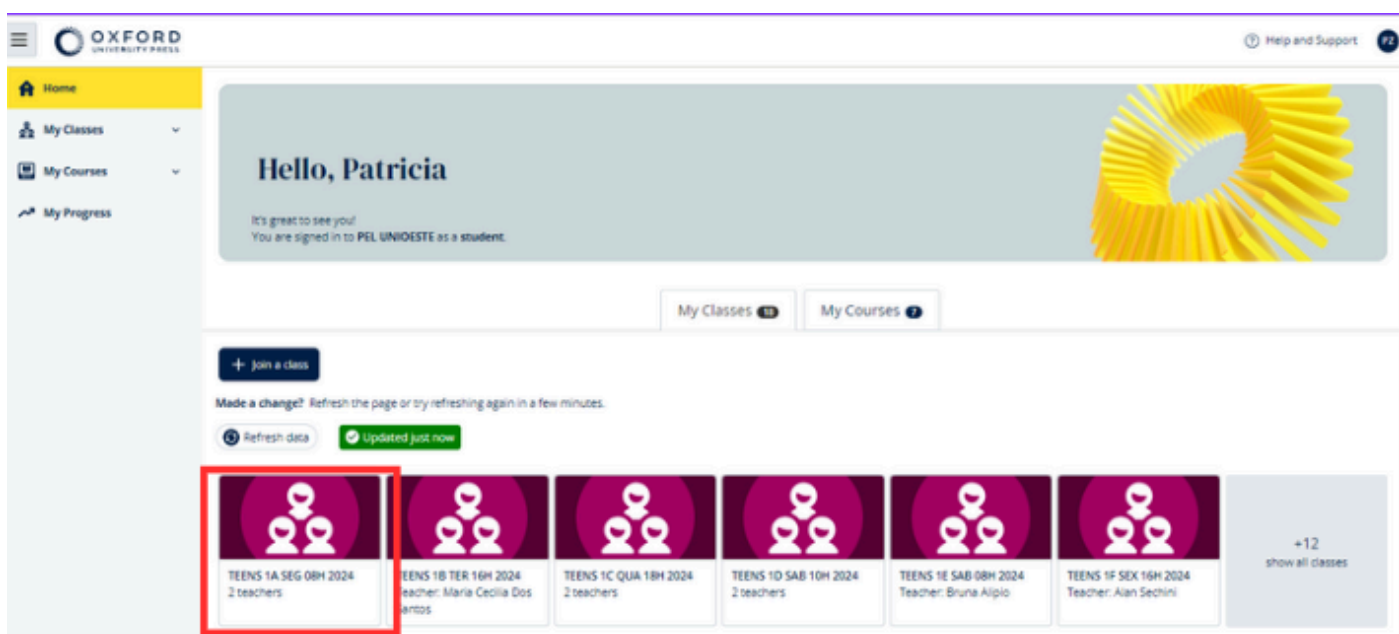 OXFORD
UNIVERSITY PRESS
Help and Support
PZ
Home
My Classes
My Courses
My Progress
Hello, Patricia
It's great to see you!
You are signed in to PEL UNIOESTE as a student.
My Classes 18
My Courses 7
+ Join a class
Made a change? Refresh the page or try refreshing again in a few minutes.
Refresh data
Updated just now
TEENS 1A SEG 08H 2024
2 teachers
TEENS 1B TER 16H 2024
Teacher: Maria Cecilia Dos
Santos
TEENS 1C QUA 18H 2024
2 teachers
TEENS 1D SAB 10H 2024
2 teachers
TEENS 1E SAB 08H 2024
Teacher: Bruna Alipio
TEENS 1F SEX 16H 2024
Teacher: Alan Sechini
+12
show all classes